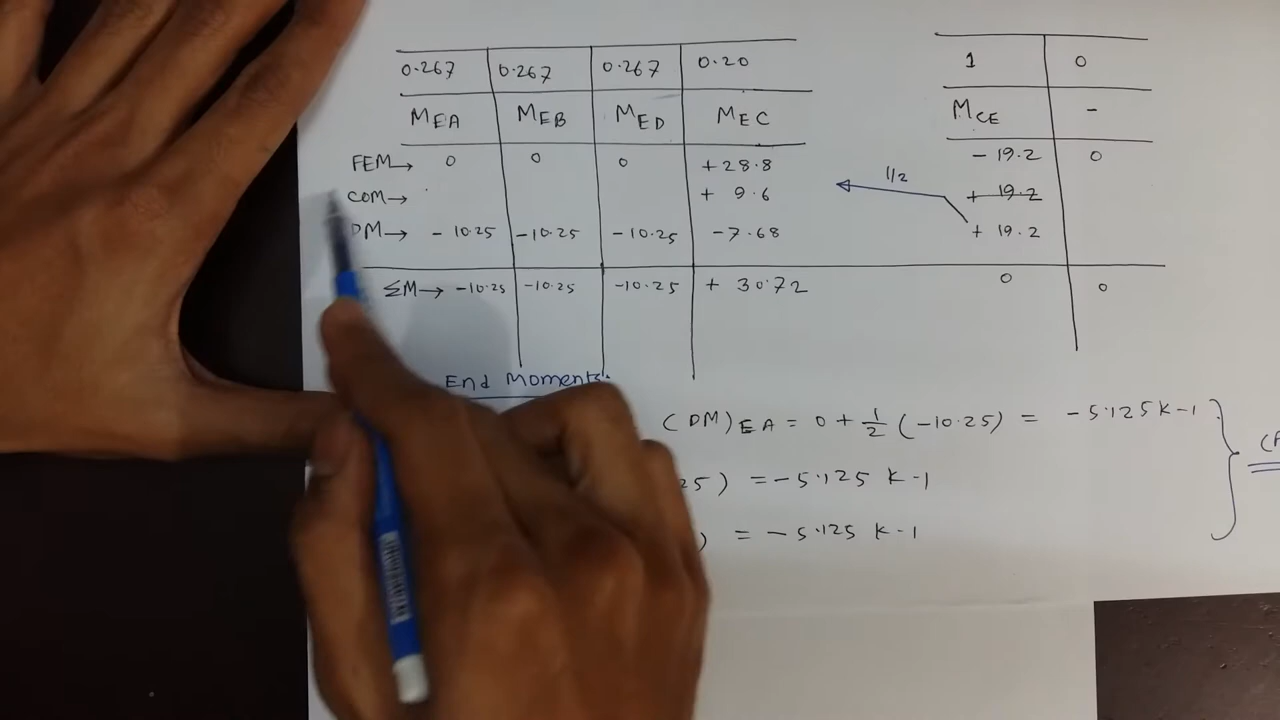 0.267 0.267 0.267 0.20 1 0
MEA MEB MED MEC MCE -
FEM→ 0 0 0 +28.8 - 19.2 0
COM→ + 9.6 1/2 + 19.2
DM→ - 10.25 -10.25 -10.25 -7.68 + 19.2
ΣM→ -10.25 -10.25 -10.25 + 30.72 0 0
End Moments:
(DM)EA = 0 + 1/2 (-10.25) = -5.125 K-1
25) = -5.125 K-1
) = -5.125 K-1